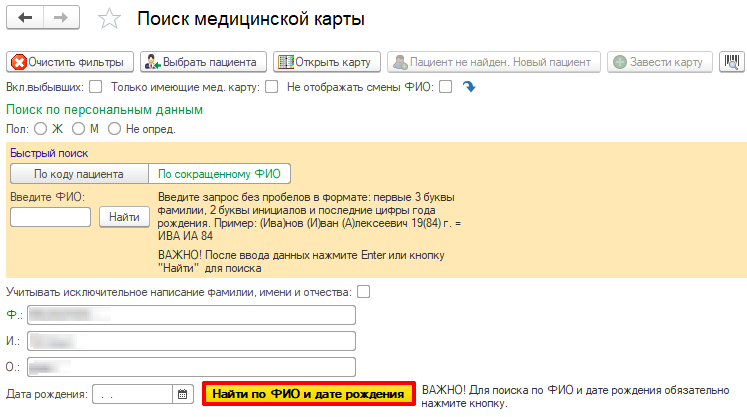 Поиск медицинской карты
Очистить фильтры Выбрать пациента Открыть карту Пациент не найден. Новый пациент Завести карту
Вкл.выбывших: Только имеющие мед. карту: Не отображать смены ФИО:
Поиск по персональным данным
Пол: Ж М Не опред.
Быстрый поиск
По коду пациента По сокращенному ФИО
Введите ФИО:
Найти
Введите запрос без пробелов в формате: первые 3 буквы
фамилии, 2 буквы инициалов и последние цифры года
рождения. Пример: (Ива)нов (И)ван (А)лексеевич 19(84) г. =
ИВА ИА 84
ВАЖНО! После ввода данных нажмите Enter или кнопку
"Найти" для поиска
Учитывать исключительное написание фамилии, имени и отчества:
Ф.:
И.:
О.:
Дата рождения: . . Найти по ФИО и дате рождения
ВАЖНО! Для поиска по ФИО и дате рождения обязательно
нажмите кнопку.